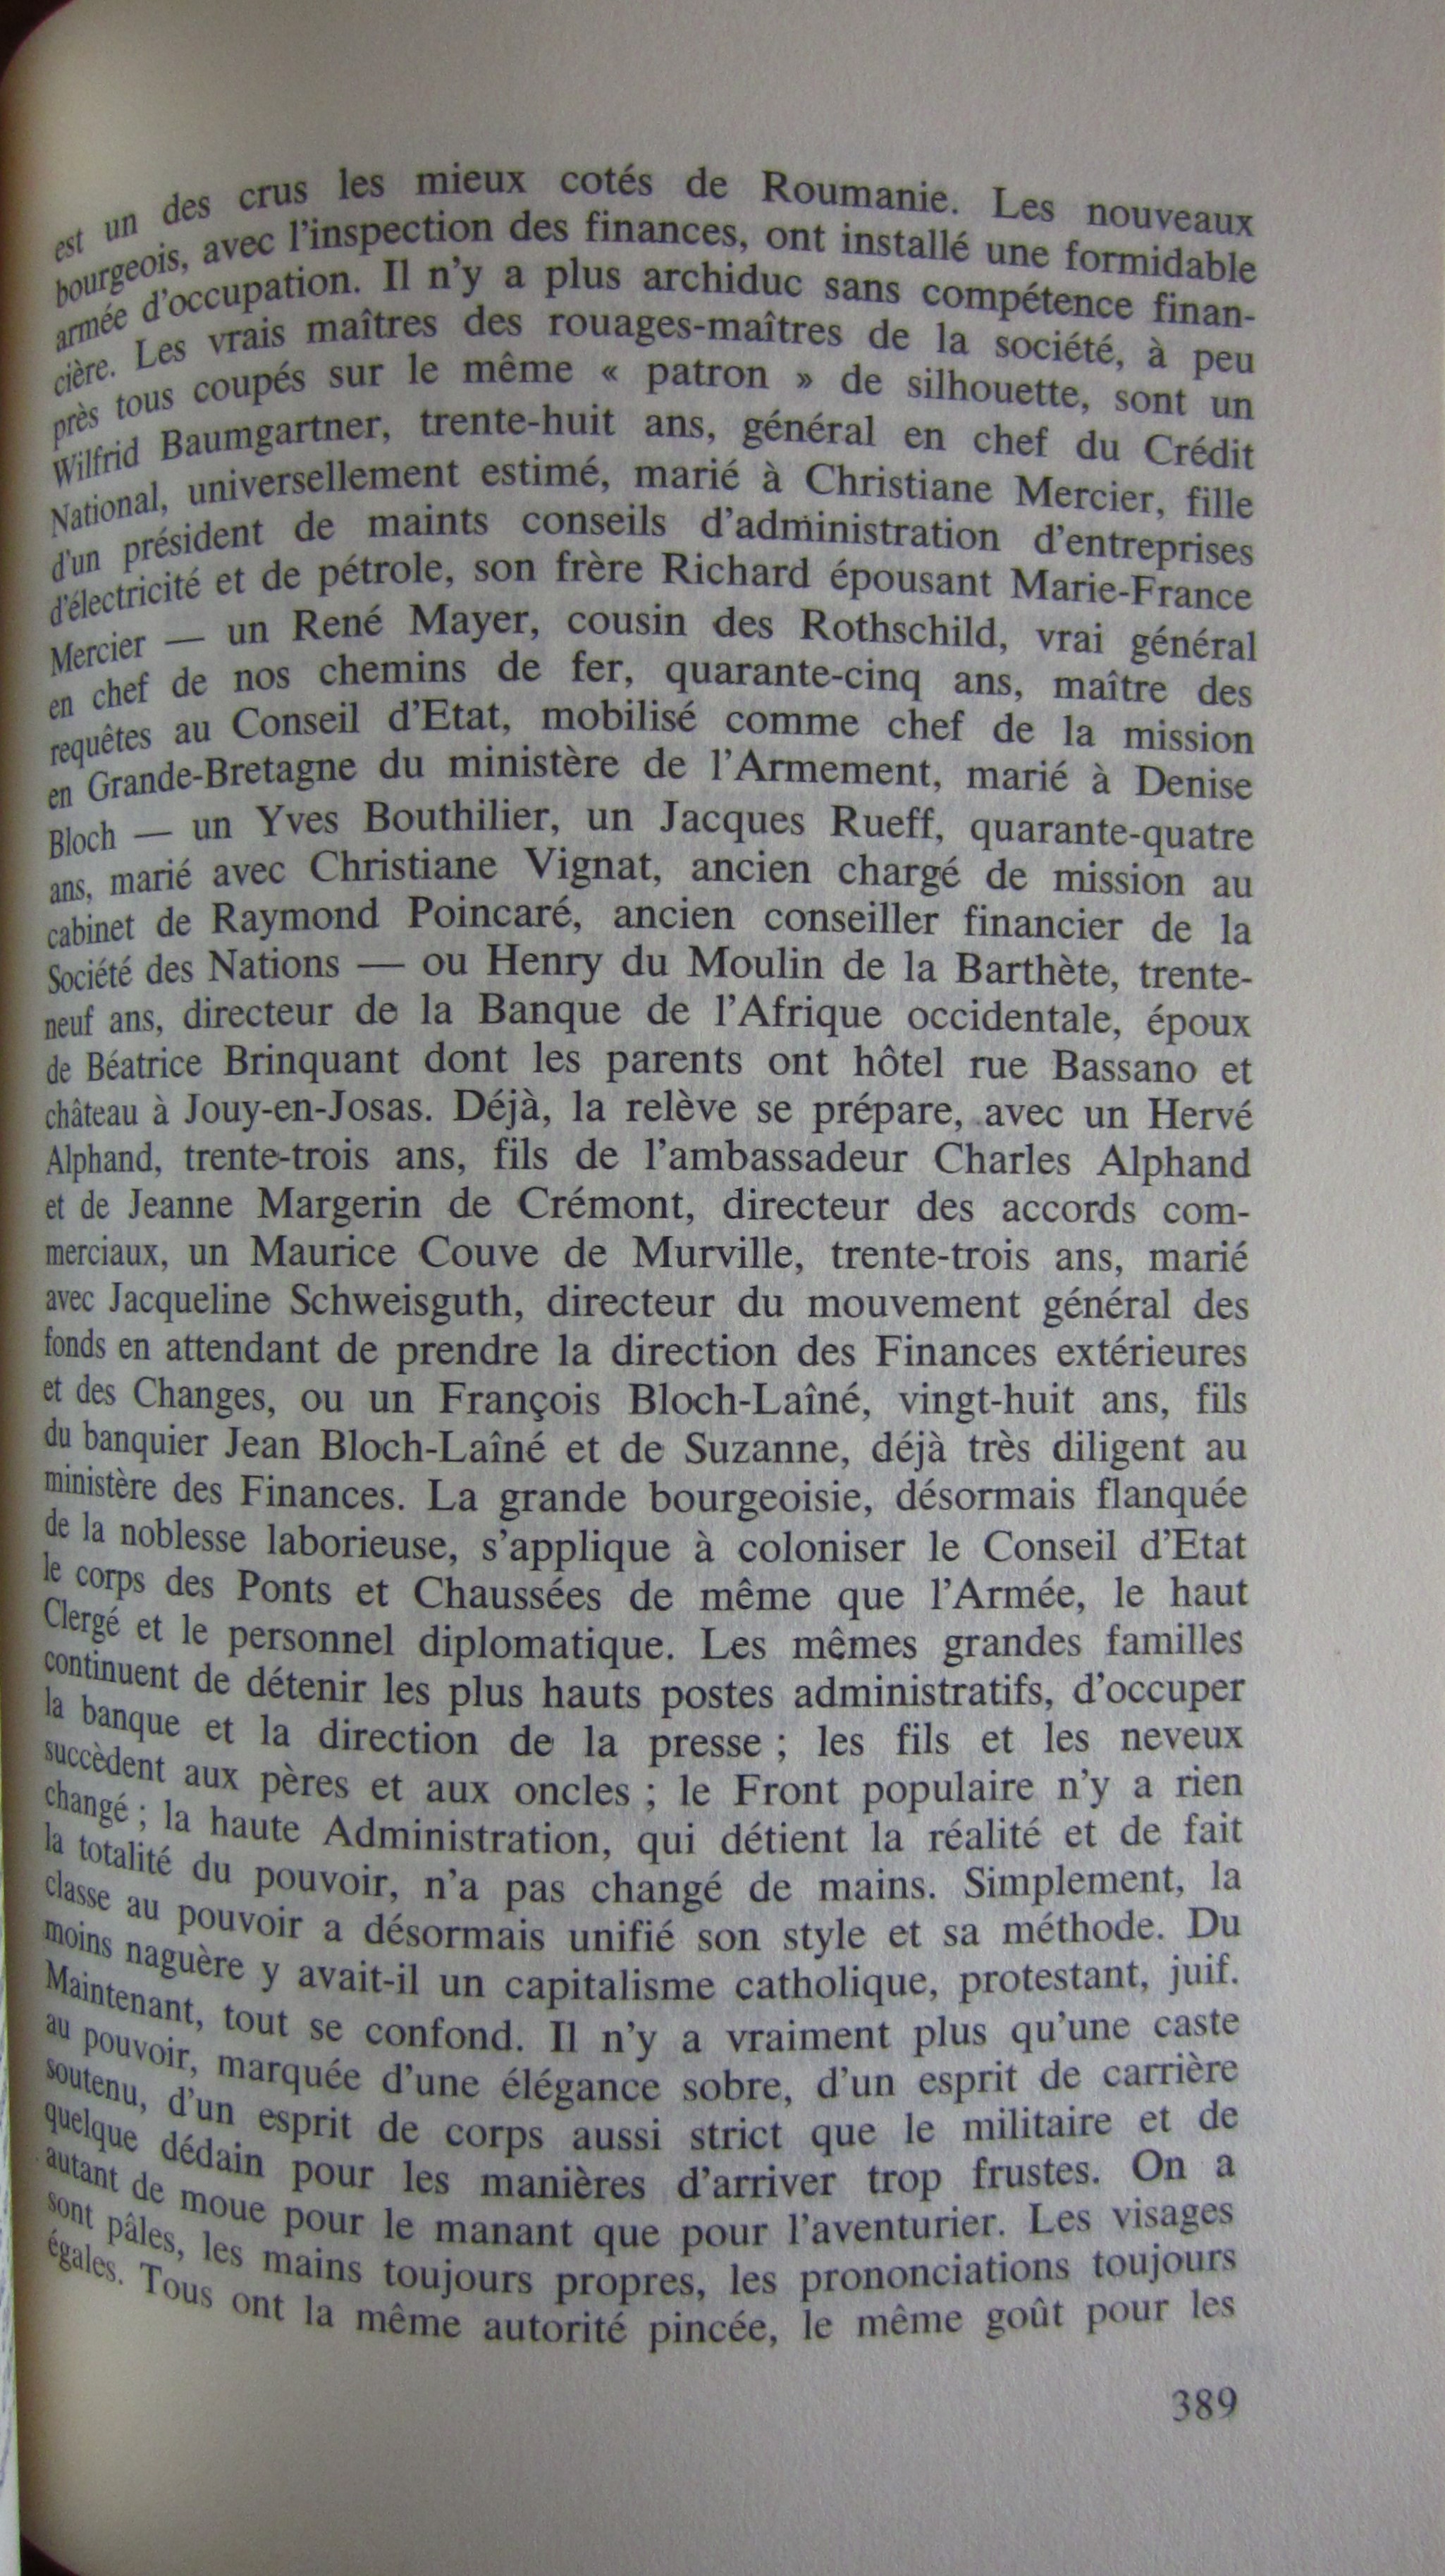 est un des crus les mieux cotés de Roumanie. Les nouveaux
bourgeois, avec l'inspection des finances, ont installé une formidable
armée d'occupation. Il n'y a plus archiduc sans compétence finan-
cière. Les vrais maîtres des rouages-maîtres de la société, à peu
près tous coupés sur le même « patron » de silhouette, sont un
Wilfrid Baumgartner, trente-huit ans, général en chef du Crédit
National, universellement estimé, marié à Christiane Mercier, fille
d'un président de maints conseils d'administration d'entreprises
d'électricité et de pétrole, son frère Richard épousant Marie-France
Mercier — un René Mayer, cousin des Rothschild, vrai général
en chef de nos chemins de fer, quarante-cinq ans, maître des
requêtes au Conseil d'Etat, mobilisé comme chef de la mission
en Grande-Bretagne du ministère de l'Armement, marié à Denise
Bloch — un Yves Bouthilier, un Jacques Rueff, quarante-quatre
ans, marié avec Christiane Vignat, ancien chargé de mission au
cabinet de Raymond Poincaré, ancien conseiller financier de la
Société des Nations — ou Henry du Moulin de la Barthète, trente-
neuf ans, directeur de la Banque de l'Afrique occidentale, époux
de Béatrice Brinquant dont les parents ont hôtel rue Bassano et
château à Jouy-en-Josas. Déjà, la relève se prépare, avec un Hervé
Alphand, trente-trois ans, fils de l'ambassadeur Charles Alphand
et de Jeanne Margerin de Crémont, directeur des accords com-
merciaux, un Maurice Couve de Murville, trente-trois ans, marié
avec Jacqueline Schweisguth, directeur du mouvement général des
fonds en attendant de prendre la direction des Finances extérieures
et des Changes, ou un François Bloch-Laîné, vingt-huit ans, fils
du banquier Jean Bloch-Laîné et de Suzanne, déjà très diligent au
ministère des Finances. La grande bourgeoisie, désormais flanquée
de la noblesse laborieuse, s'applique à coloniser le Conseil d'Etat
le corps des Ponts et Chaussées de même que l'Armée, le haut
Clergé et le personnel diplomatique. Les mêmes grandes familles
continuent de détenir les plus hauts postes administratifs, d'occuper
la banque et la direction de la presse ; les fils et les neveux
succèdent aux pères et aux oncles ; le Front populaire n'y a rien
changé ; la haute Administration, qui détient la réalité et de fait
la totalité du pouvoir, n'a pas changé de mains. Simplement, la
classe au pouvoir a désormais unifié son style et sa méthode. Du
moins naguère y avait-il un capitalisme catholique, protestant, juif.
Maintenant, tout se confond. Il n'y a vraiment plus qu'une caste
au pouvoir, marquée d'une élégance sobre, d'un esprit de carrière
soutenu, d'un esprit de corps aussi strict que le militaire et de
quelque dédain pour les manières d'arriver trop frustes. On a
autant de moue pour le manant que pour l'aventurier. Les visages
sont pâles, les mains toujours propres, les prononciations toujours
égales. Tous ont la même autorité pincée, le même goût pour les
389